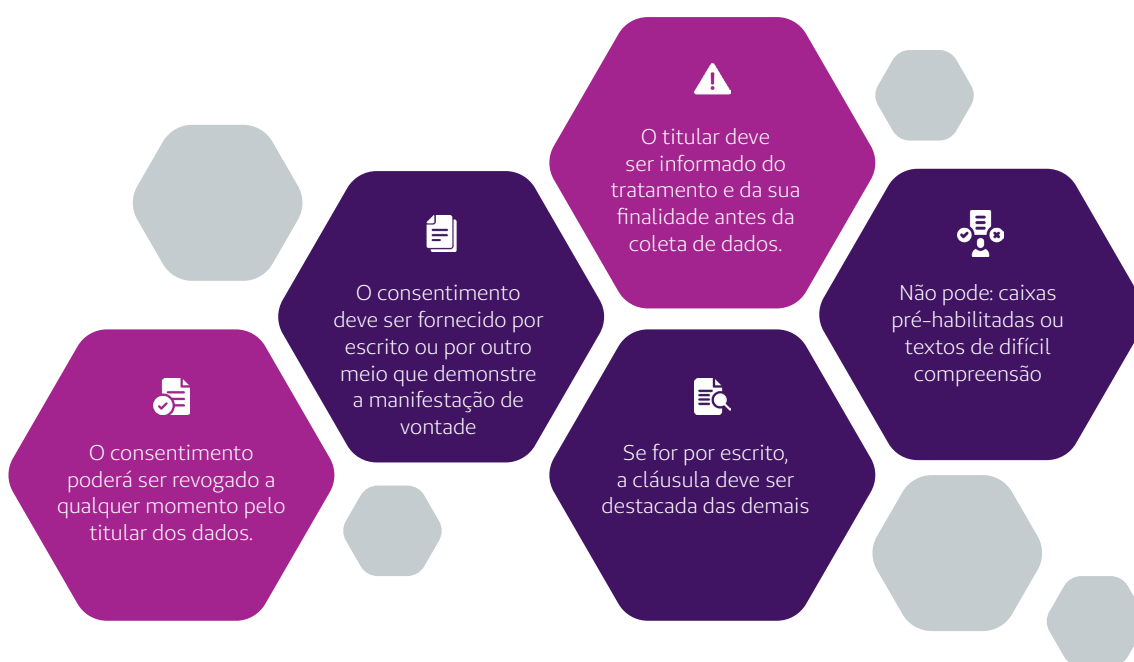 O titular deve
ser informado do
tratamento e da sua
finalidade antes da
coleta de dados.
Não pode: caixas
pré-habilitadas ou
textos de difícil
compreensão
O consentimento
deve ser fornecido por
escrito ou por outro
meio que demonstre
a manifestação de
vontade
O consentimento
poderá ser revogado a
qualquer momento pelo
titular dos dados.
Se for por escrito,
a cláusula deve ser
destacada das demais